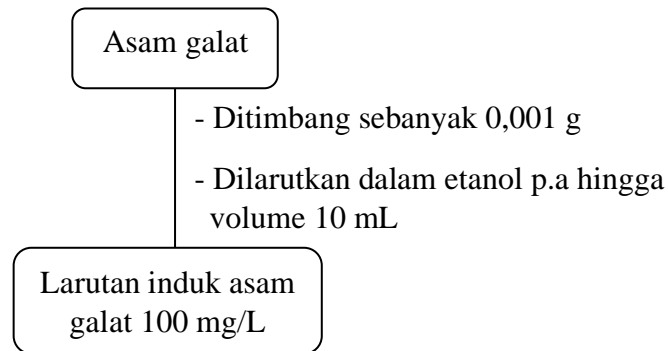 Asam galat
- Ditimbang sebanyak 0,001 g
- Dilarutkan dalam etanol p.a hingga
volume 10 mL
Larutan induk asam
galat 100 mg/L